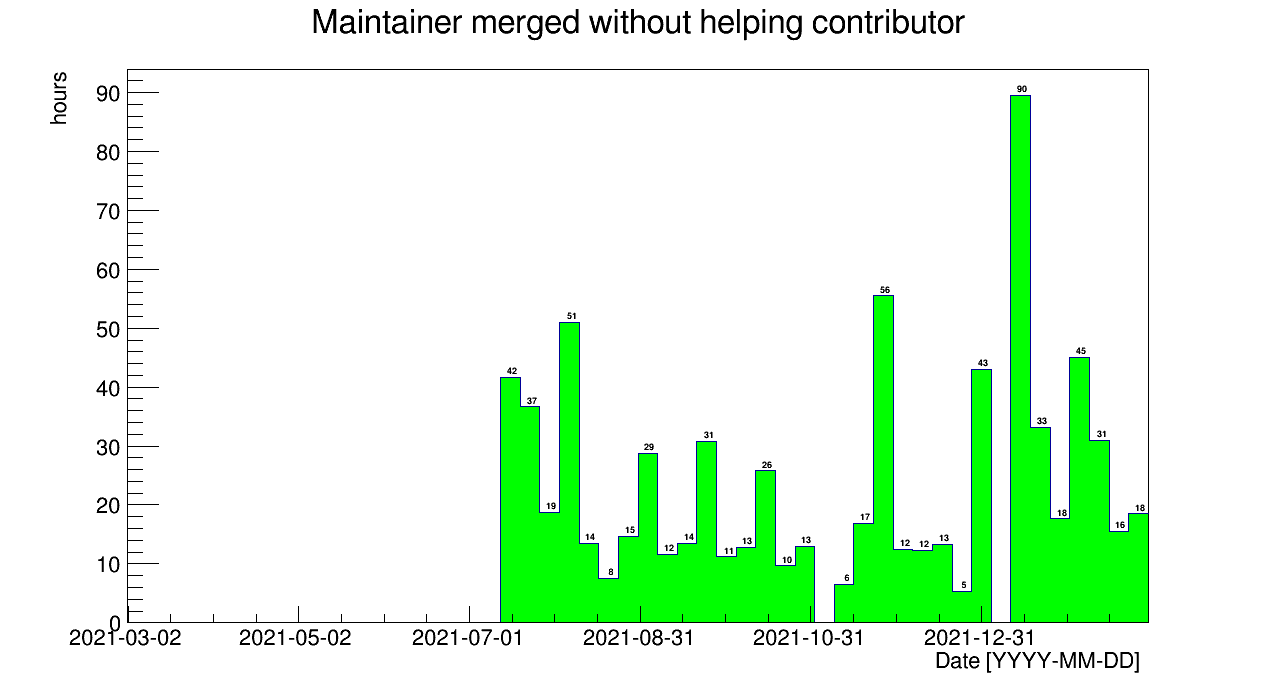 Maintainer merged without helping contributor
hours
90
80
70
60
50
40
30
20
10
0
42 37 19 51 14 8 15 29 12 14 31 11 13 26 10 13 6 17 56 12 12 13 5 43 90 33 18 45 31 16 18
2021-03-02 2021-05-02 2021-07-01 2021-08-31 2021-10-31 2021-12-31
Date [YYYY-MM-DD]